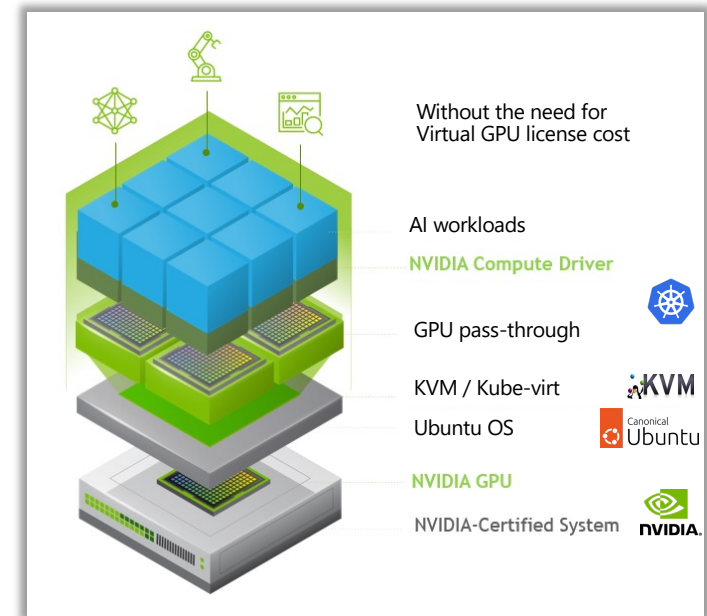 Without the need for
Virtual GPU license cost
AI workloads
NVIDIA Compute Driver
GPU pass-through
KVM / Kube-virt
KVM
Ubuntu OS
Canonical
Ubuntu
NVIDIA GPU
NVIDIA-Certified System
NVIDIA.